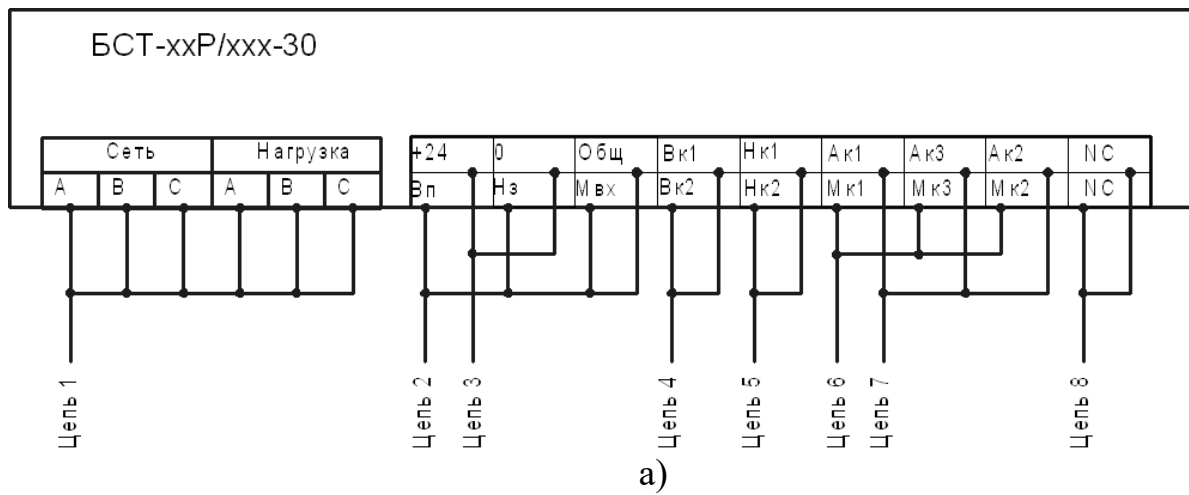 БСТ-ххР/ххх-30
Сеть Нагрузка
A B C A B C
+24 0 Общ Вк1 Нк1 Ак1 Ак3 Ак2 NC
Вп Нз Мвх Вк2 Нк2 Мк1 Мк3 Мк2 NC
Цепь 1 Цепь 2 Цепь 3 Цепь 4 Цепь 5 Цепь 6 Цепь 7 Цепь 8
а)